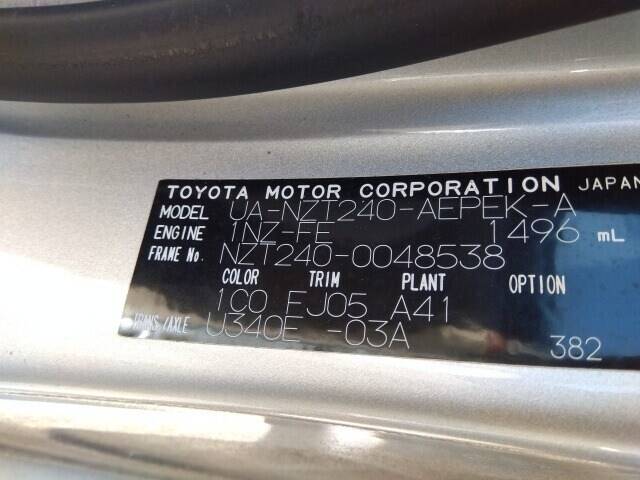 TOYOTA MOTOR CORPORATION JAPAN
MODEL UA-NZT240-AEPEK-A
ENGINE 1NZ-FE 1496 mL
FRAME No. NZT240-0048538
COLOR TRIM PLANT OPTION
1C0 EJ05 A41
TRANS/AXLE U340E -03A
382